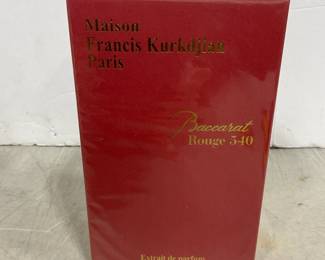 Maison
Francis Kurkdjian
Paris
Baccarat
Rouge 540
Extrait de parfum